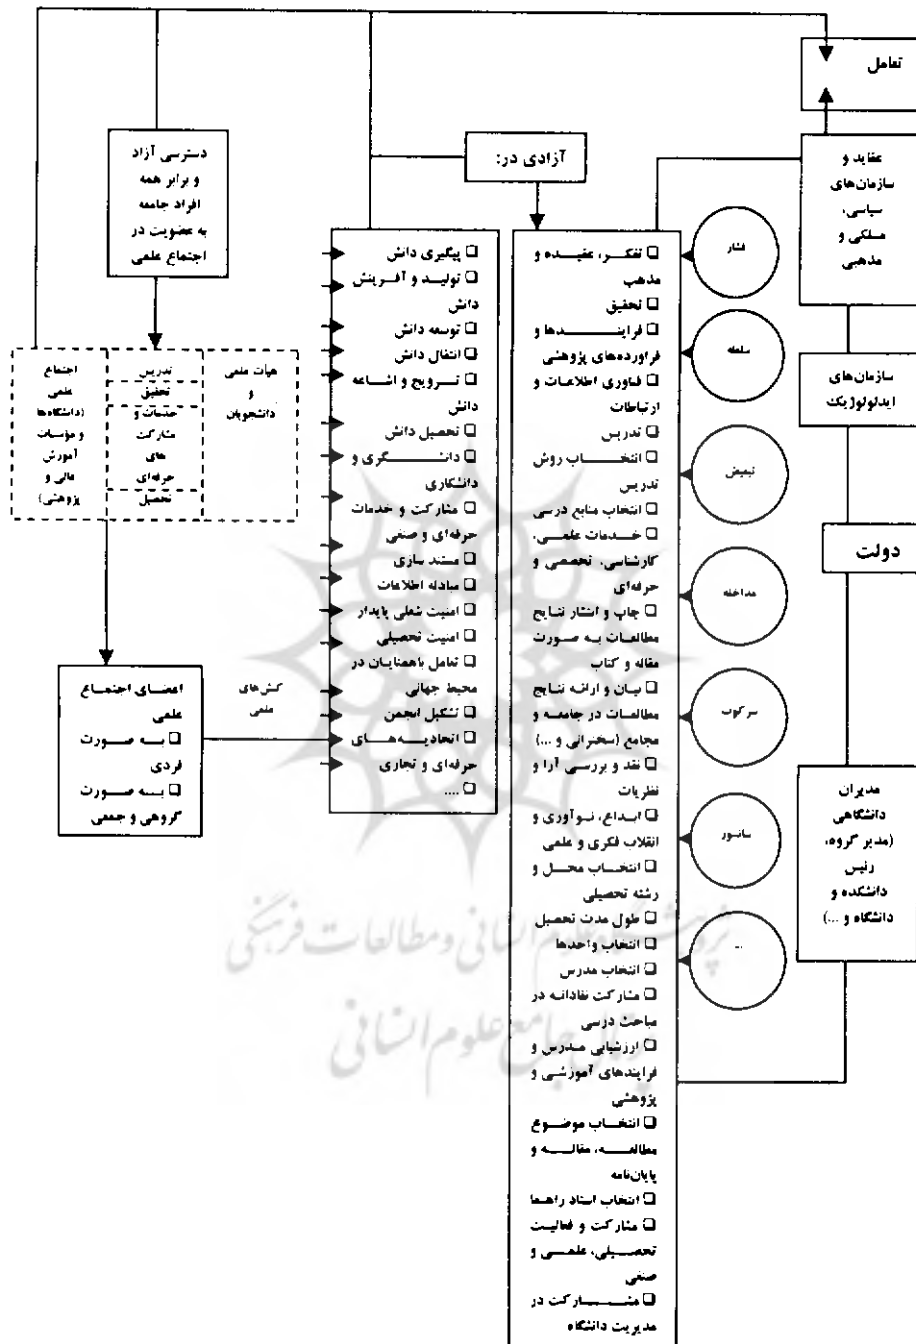 تعامل
عقاید و
سازمان‌های
سیاسی،
مسلکی و
مذهبی
سازمان‌های
ایدئولوژیک
دولت
مدیران
دانشگاهی
(مدیر گروه،
رئیس
دانشکده و
دانشگاه و ...)
فشار
سلطه
تبعیض
مداخله
سرکوب
سانسور
...
آزادی در:
❑ تفکر، عقیده و
مذهب
❑ تحقیق
❑ فرایندها و
فراورده‌های پژوهشی
❑ فناوری اطلاعات و
ارتباطات
❑ تدریس
❑ انتخاب روش
تدریس
❑ انتخاب منابع درسی
❑ خدمات علمی،
کارشناسی، تخصصی و
حرفه‌ای
❑ چاپ و انتشار نتایج
مطالعات به صورت
مقاله و کتاب
❑ بیان و ارائه نتایج
مطالعات در جامعه و
مجامع (سخنرانی و ...)
❑ نقد و بررسی آرا و
نظریات
❑ ابداع، نوآوری و
انقلاب فکری و علمی
❑ انتخاب محل و
رشته تحصیلی
❑ طول مدت تحصیل
❑ انتخاب واحدها
❑ انتخاب مدرس
❑ مشارکت نقادانه در
مباحث درسی
❑ ارزشیابی مدرس و
فرایندهای آموزشی و
پژوهشی
❑ انتخاب موضوع
مطالعه، مقاله و
پایان‌نامه
❑ انتخاب استاد راهنما
❑ مشارکت و فعالیت
تحصیلی، علمی و
صنفی
❑ مشارکت در
مدیریت دانشگاه
❑ پیگیری دانش
❑ تولید و آفرینش
دانش
❑ توسعه دانش
❑ انتقال دانش
❑ ترویج و اشاعه
دانش
❑ تحصیل دانش
❑ دانشگری و
دانشکاری
❑ مشارکت و خدمات
حرفه‌ای و صنفی
❑ مستند سازی
❑ مبادله اطلاعات
❑ امنیت شغلی پایدار
❑ امنیت تحصیلی
❑ تعامل با همتایان در
محیط جهانی
❑ تشکیل انجمن
❑ اتحادیه‌های
حرفه‌ای و تجاری
❑ ....
دسترسی آزاد
و برابر همه
افراد جامعه
به عضویت در
اجتماع علمی
هیات علمی
و
دانشجویان
تدریس
تحقیق
خدمات و
مشارکت
های
حرفه‌ای
تحصیل
اجتماع
علمی
(دانشگاه‌ها
و مؤسسات
آموزش
عالی و
پژوهشی)
کنش‌های
علمی
اعضای اجتماع
علمی
❑ به صورت
فردی
❑ به صورت
گروهی و جمعی
پژوهشگاه علوم انسانی و مطالعات فرهنگی
پرتال جامع علوم انسانی